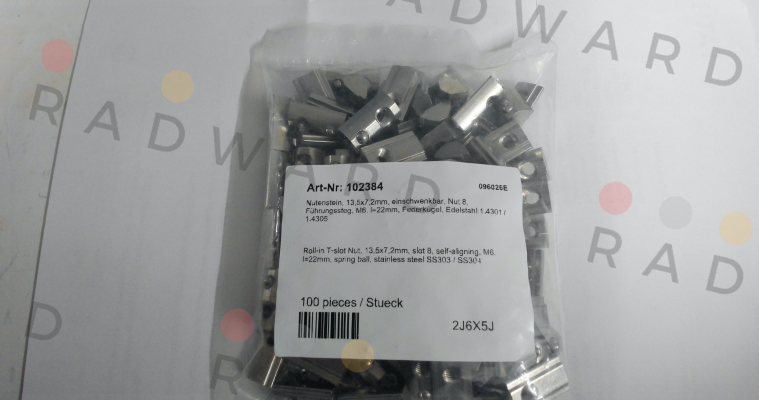 RADWARD
RADWARD
Art-Nr: 102384
096026E
Nutenstein, 13,5x7,2mm, einschwenkbar, Nut 8,
Führungssteg, M6, l=22mm, Federkugel, Edelstahl 1.4301 /
1.4305
RADWARD
Roll-in T-slot Nut, 13,5x7,2mm, slot 8, self-aligning, M6,
l=22mm, spring ball, stainless steel SS303 / SS304
100 pieces / Stueck
2J6X5J
D
R